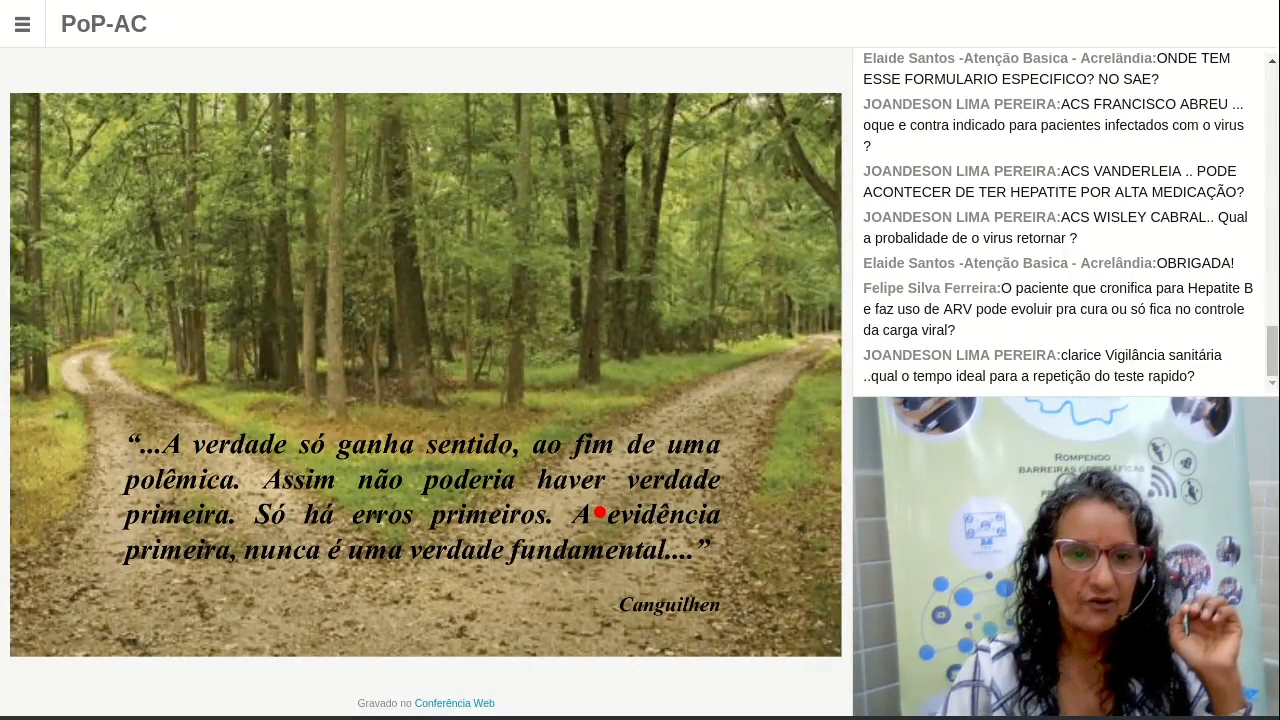 PoP-AC
“...A verdade só ganha sentido, ao fim de uma
polêmica. Assim não poderia haver verdade
primeira. Só há erros primeiros. A evidência
primeira, nunca é uma verdade fundamental....”
Canguilhen
Gravado no Conferência Web
Elaide Santos -Atenção Basica - Acrelândia:ONDE TEM
ESSE FORMULARIO ESPECIFICO? NO SAE?
JOANDESON LIMA PEREIRA:ACS FRANCISCO ABREU ...
oque e contra indicado para pacientes infectados com o virus
?
JOANDESON LIMA PEREIRA:ACS VANDERLEIA .. PODE
ACONTECER DE TER HEPATITE POR ALTA MEDICAÇÃO?
JOANDESON LIMA PEREIRA:ACS WISLEY CABRAL.. Qual
a probalidade de o virus retornar ?
Elaide Santos -Atenção Basica - Acrelândia:OBRIGADA!
Felipe Silva Ferreira:O paciente que cronifica para Hepatite B
e faz uso de ARV pode evoluir pra cura ou só fica no controle
da carga viral?
JOANDESON LIMA PEREIRA:clarice Vigilância sanitária
..qual o tempo ideal para a repetição do teste rapido?
ROMPENDO
BARREIRAS GEOGRÁFICAS